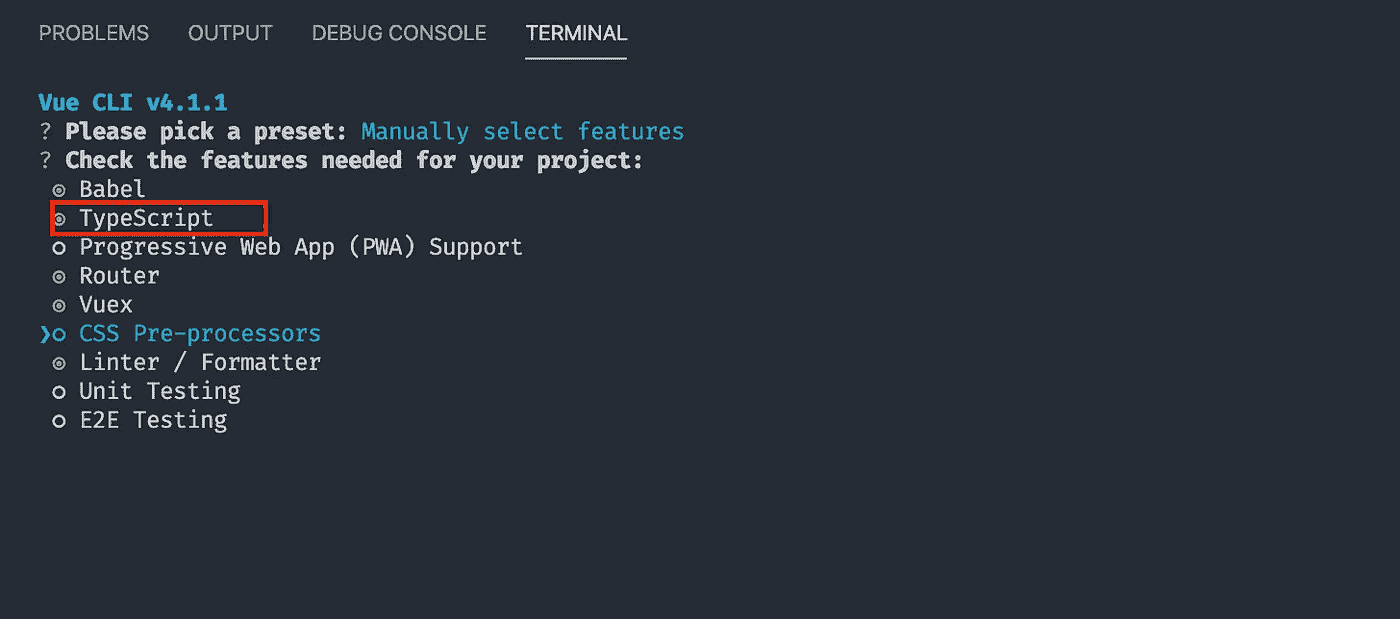 PROBLEMS OUTPUT DEBUG CONSOLE TERMINAL
Vue CLI v4.1.1
? Please pick a preset: Manually select features
? Check the features needed for your project:
◉ Babel
◉ TypeScript
◯ Progressive Web App (PWA) Support
◉ Router
◉ Vuex
❯◯ CSS Pre-processors
◉ Linter / Formatter
◯ Unit Testing
◯ E2E Testing